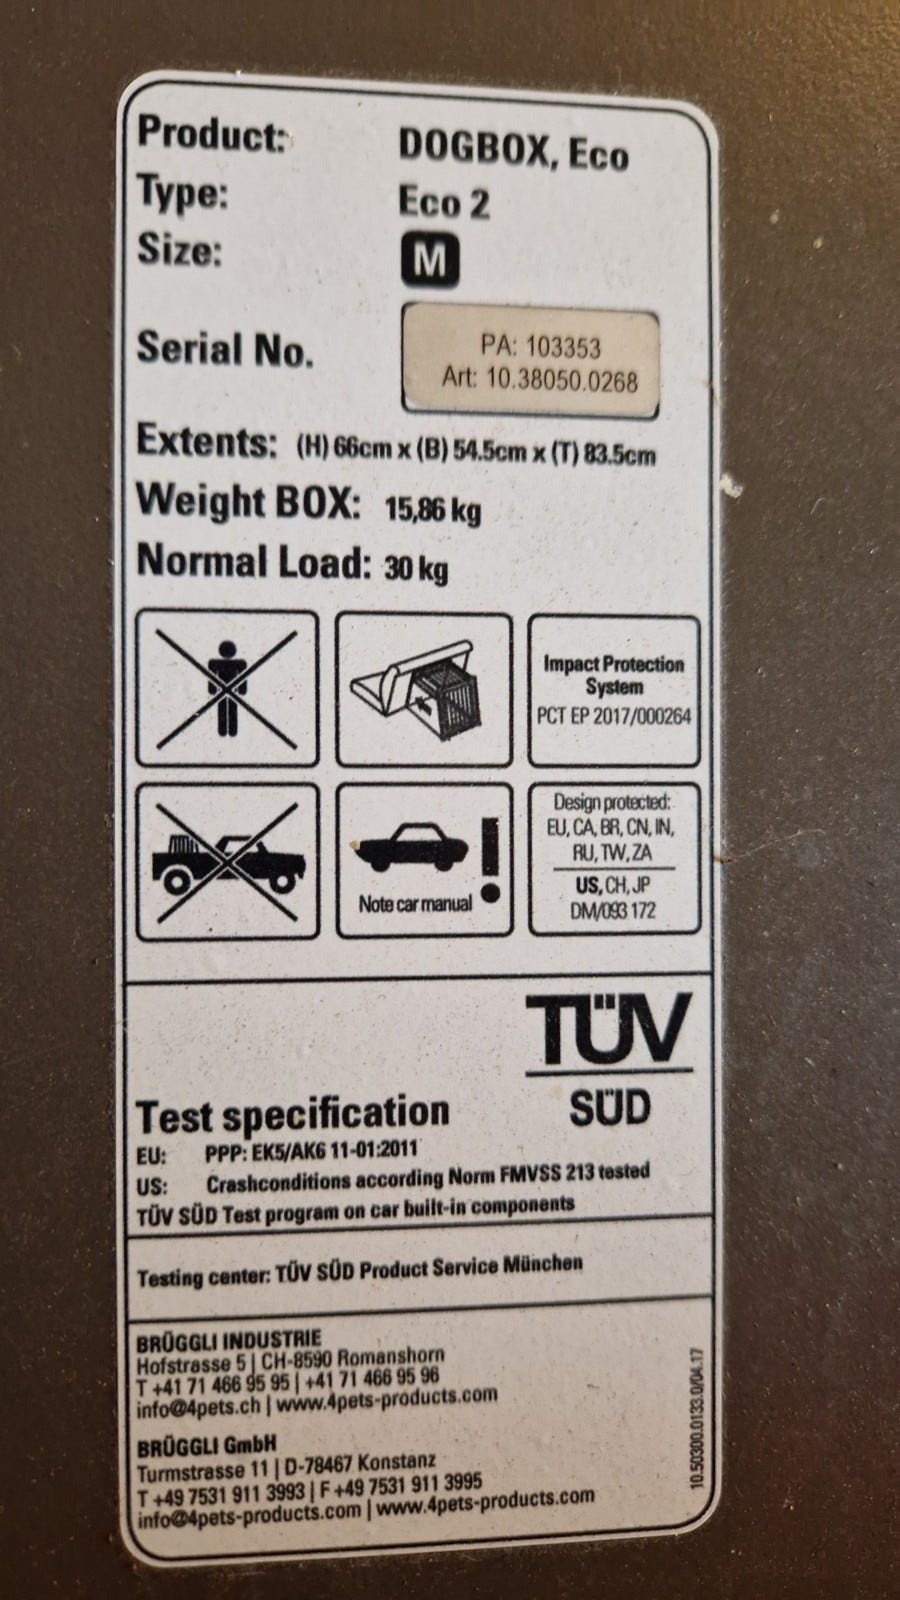 Product: DOGBOX, Eco
Type: Eco 2
Size: M
Serial No. PA: 103353
Art: 10.38050.0268
Extents: (H) 66cm x (B) 54.5cm x (T) 83.5cm
Weight BOX: 15,86 kg
Normal Load: 30 kg
Impact Protection
System
PCT EP 2017/000264
Note car manual !
Design protected:
EU, CA, BR, CN, IN,
RU, TW, ZA
US, CH, JP
DM/093 172
TÜV
SÜD
Test specification
EU: PPP: EK5/AK6 11-01:2011
US: Crashconditions according Norm FMVSS 213 tested
TÜV SÜD Test program on car built-in components
Testing center: TÜV SÜD Product Service München
BRÜGGLI INDUSTRIE
Hofstrasse 5 | CH-8590 Romanshorn
T +41 71 466 95 95 | +41 71 466 95 96
info@4pets.ch | www.4pets-products.com
BRÜGGLI GmbH
Turmstrasse 11 | D-78467 Konstanz
T +49 7531 911 3993 | F +49 7531 911 3995
info@4pets-products.com | www.4pets-products.com
10.50300.0133.0/04.17